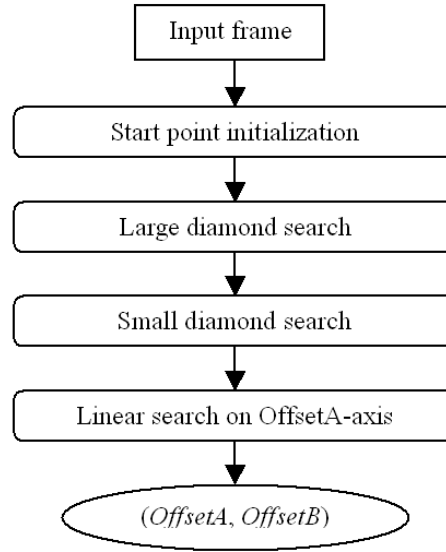 Input frame
Start point initialization
Large diamond search
Small diamond search
Linear search on OffsetA-axis
(OffsetA, OffsetB)